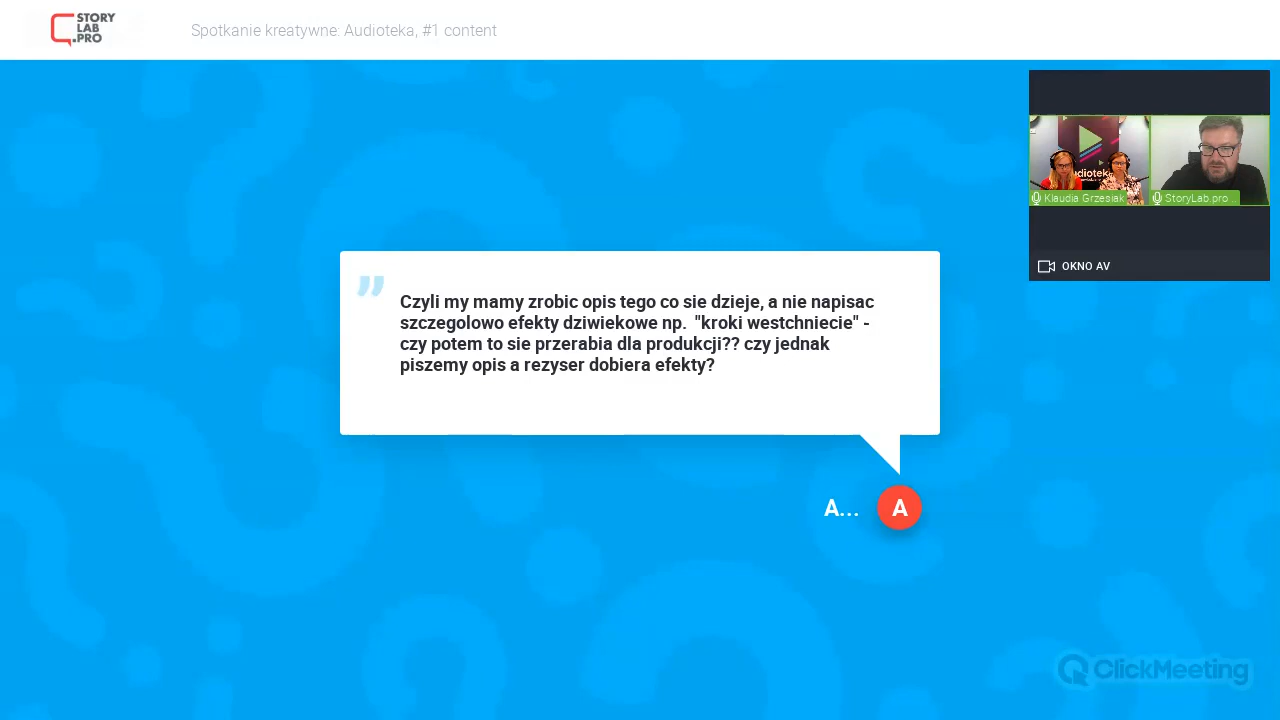 STORY
LAB
.PRO
Spotkanie kreatywne: Audioteka, #1 content
Czyli my mamy zrobic opis tego co sie dzieje, a nie napisac
szczegolowo efekty dziwiekowe np.  "kroki westchniecie" -
czy potem to sie przerabia dla produkcji?? czy jednak
piszemy opis a rezyser dobiera efekty?
A... A
dioteka
Klaudia Grzesiak
StoryLab.pro ...
OKNO AV
ClickMeeting